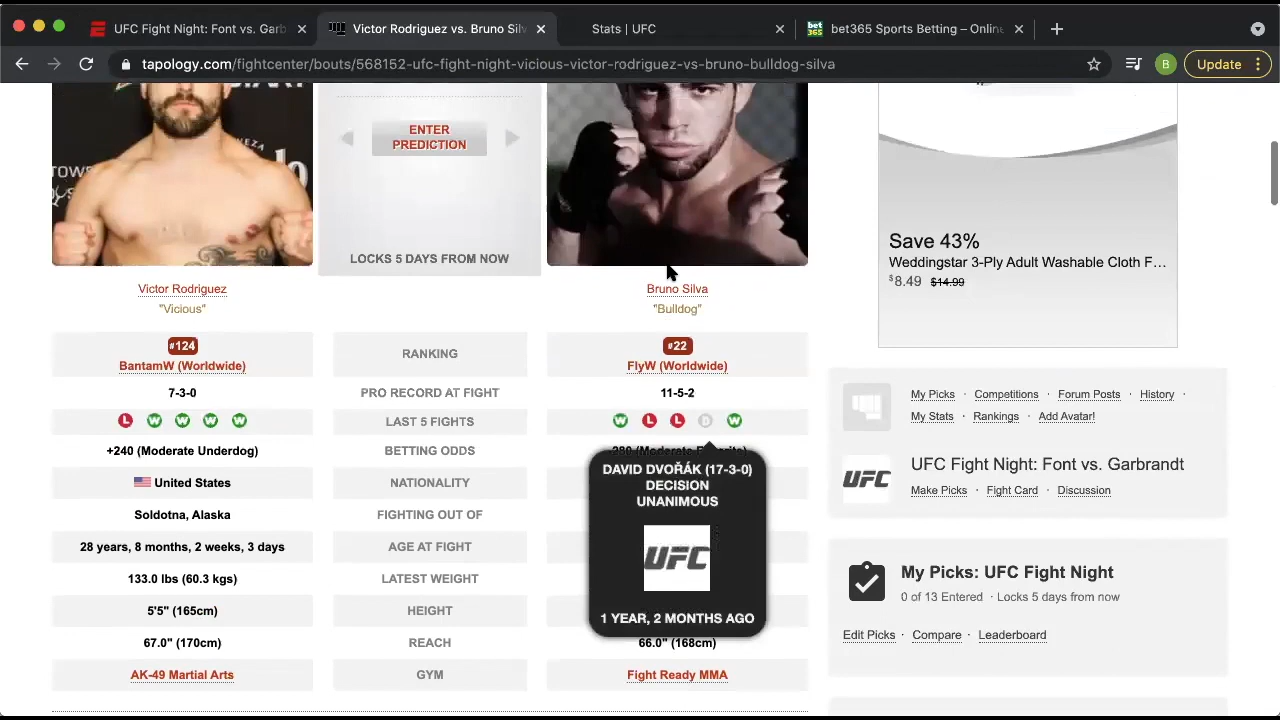 UFC Fight Night: Font vs. Garb
Victor Rodriguez vs. Bruno Silv
Stats | UFC
bet365 Sports Betting – Online
tapology.com/fightcenter/bouts/568152-ufc-fight-night-vicious-victor-rodriguez-vs-bruno-bulldog-silva
B
Update
ENTER
PREDICTION
LOCKS 5 DAYS FROM NOW
Save 43%
Weddingstar 3-Ply Adult Washable Cloth F...
$8.49 $14.99
Victor Rodriguez
"Vicious"
Bruno Silva
"Bulldog"
#124
BantamW (Worldwide)
RANKING
#22
FlyW (Worldwide)
7-3-0
PRO RECORD AT FIGHT
11-5-2
L W W W W
LAST 5 FIGHTS
W L L D W
+240 (Moderate Underdog)
BETTING ODDS
United States
NATIONALITY
Soldotna, Alaska
FIGHTING OUT OF
28 years, 8 months, 2 weeks, 3 days
AGE AT FIGHT
133.0 lbs (60.3 kgs)
LATEST WEIGHT
5'5" (165cm)
HEIGHT
67.0" (170cm)
REACH
66.0" (168cm)
AK-49 Martial Arts
GYM
Fight Ready MMA
DAVID DVOŘÁK (17-3-0)
DECISION
UNANIMOUS
UFC
1 YEAR, 2 MONTHS AGO
My Picks · Competitions · Forum Posts · History ·
My Stats · Rankings · Add Avatar!
UFC
UFC Fight Night: Font vs. Garbrandt
Make Picks · Fight Card · Discussion
My Picks: UFC Fight Night
0 of 13 Entered · Locks 5 days from now
Edit Picks · Compare · Leaderboard